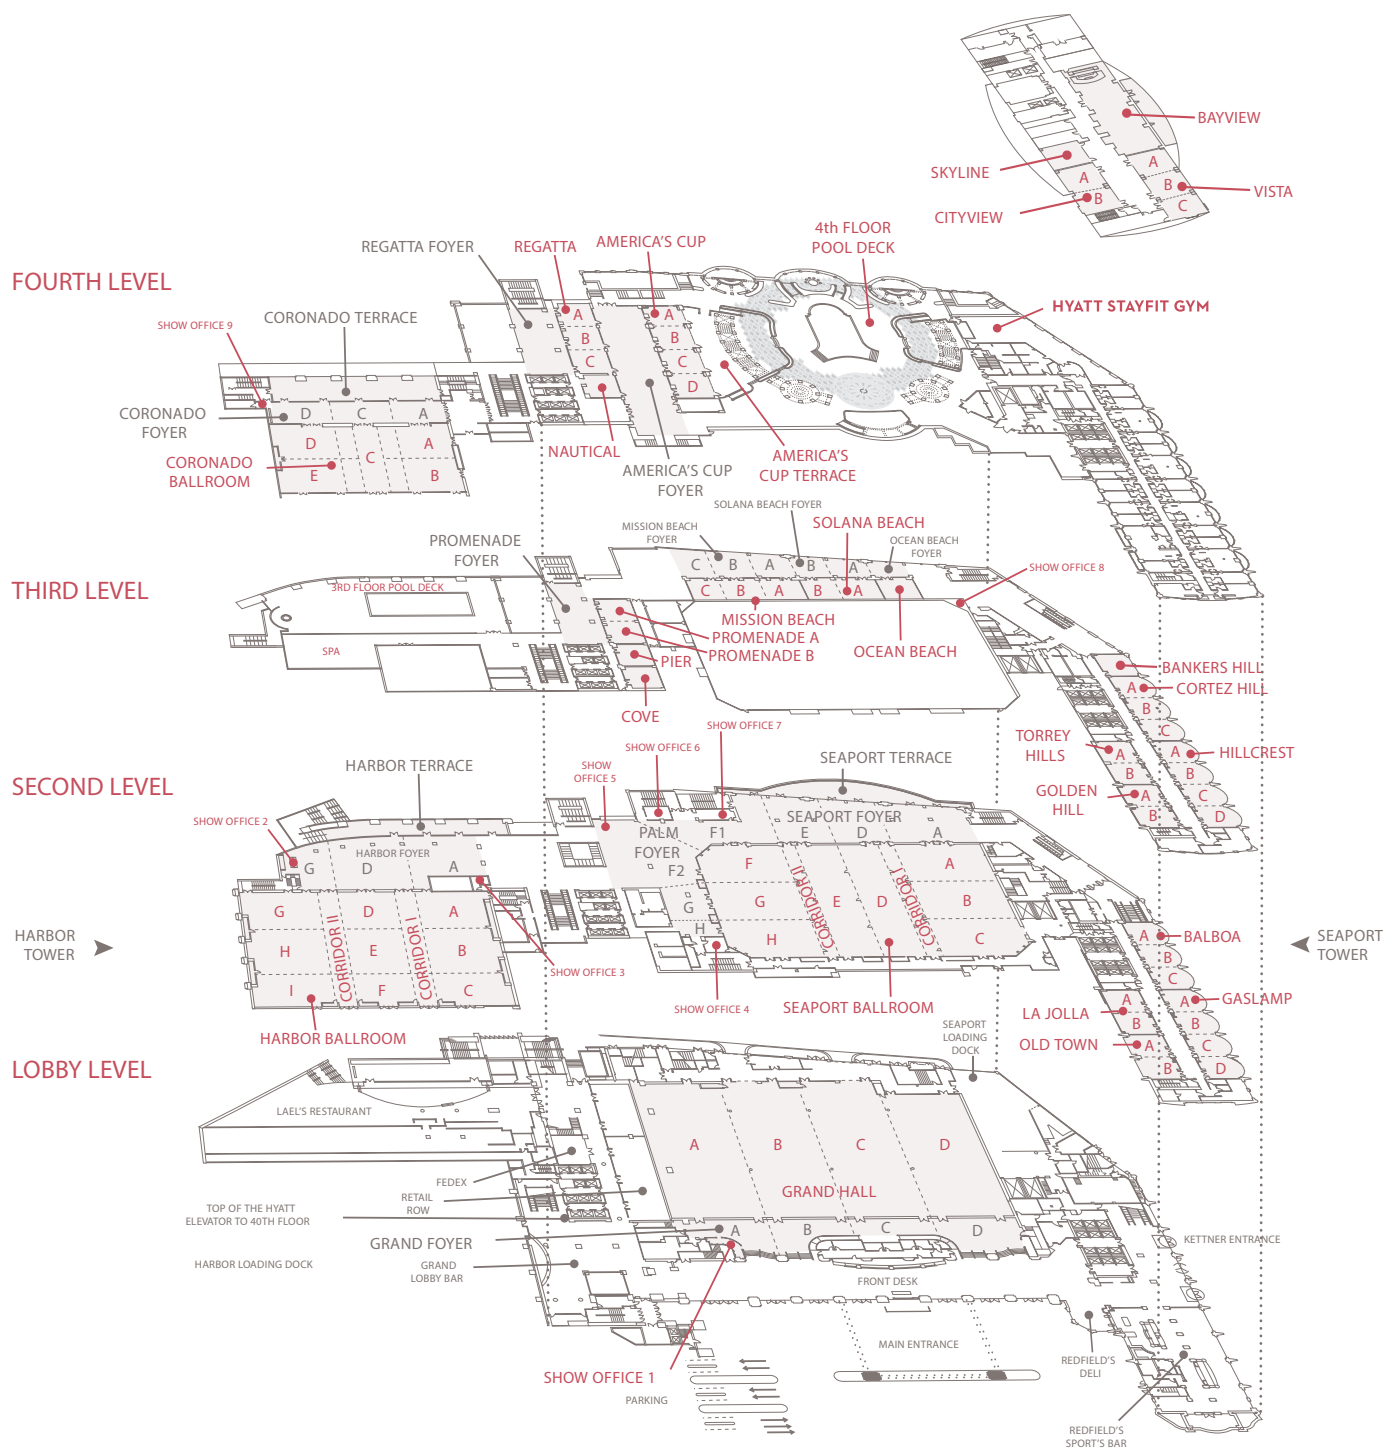 BAYVIEW
SKYLINE
A
A
B
VISTA
B
C
CITYVIEW
4th FLOOR
POOL DECK
REGATTA FOYER
REGATTA
AMERICA'S CUP
FOURTH LEVEL
HYATT STAYFIT GYM
SHOW OFFICE 9
CORONADO TERRACE
A
B
C
A
B
C
D
CORONADO
FOYER
D
C
A
D
C
A
E
B
CORONADO
BALLROOM
NAUTICAL
AMERICA'S CUP
FOYER
AMERICA'S
CUP TERRACE
SOLANA BEACH FOYER
MISSION BEACH
FOYER
SOLANA BEACH
OCEAN BEACH
FOYER
PROMENADE
FOYER
C
B
A
B
A
SHOW OFFICE 8
THIRD LEVEL
3RD FLOOR POOL DECK
C
B
A
B
A
MISSION BEACH
PROMENADE A
PROMENADE B
SPA
PIER
OCEAN BEACH
COVE
BANKERS HILL
A
CORTEZ HILL
B
C
TORREY
HILLS
A
B
A
HILLCREST
B
C
D
GOLDEN
HILL
A
B
SHOW OFFICE 7
SHOW OFFICE 6
SHOW
OFFICE 5
SECOND LEVEL
HARBOR TERRACE
SEAPORT TERRACE
SHOW OFFICE 2
HARBOR FOYER
G
D
A
PALM
FOYER
F1
F2
G
H
SEAPORT FOYER
E
D
A
G
D
A
H
E
B
I
F
C
CORRIDOR II
CORRIDOR I
F
G
H
CORRIDOR II
E
D
CORRIDOR I
A
B
C
HARBOR
TOWER
SHOW OFFICE 3
SHOW OFFICE 4
SEAPORT BALLROOM
HARBOR BALLROOM
SEAPORT
TOWER
A
BALBOA
B
C
LA JOLLA
A
B
A
GASLAMP
B
C
D
OLD TOWN
A
B
SEAPORT
LOADING
DOCK
LOBBY LEVEL
LAEL'S RESTAURANT
A
B
C
D
GRAND HALL
FEDEX
RETAIL
ROW
TOP OF THE HYATT
ELEVATOR TO 40TH FLOOR
GRAND FOYER
A
B
C
D
HARBOR LOADING DOCK
GRAND
LOBBY BAR
KETTNER ENTRANCE
FRONT DESK
MAIN ENTRANCE
SHOW OFFICE 1
PARKING
REDFIELD'S
DELI
REDFIELD'S
SPORT'S BAR